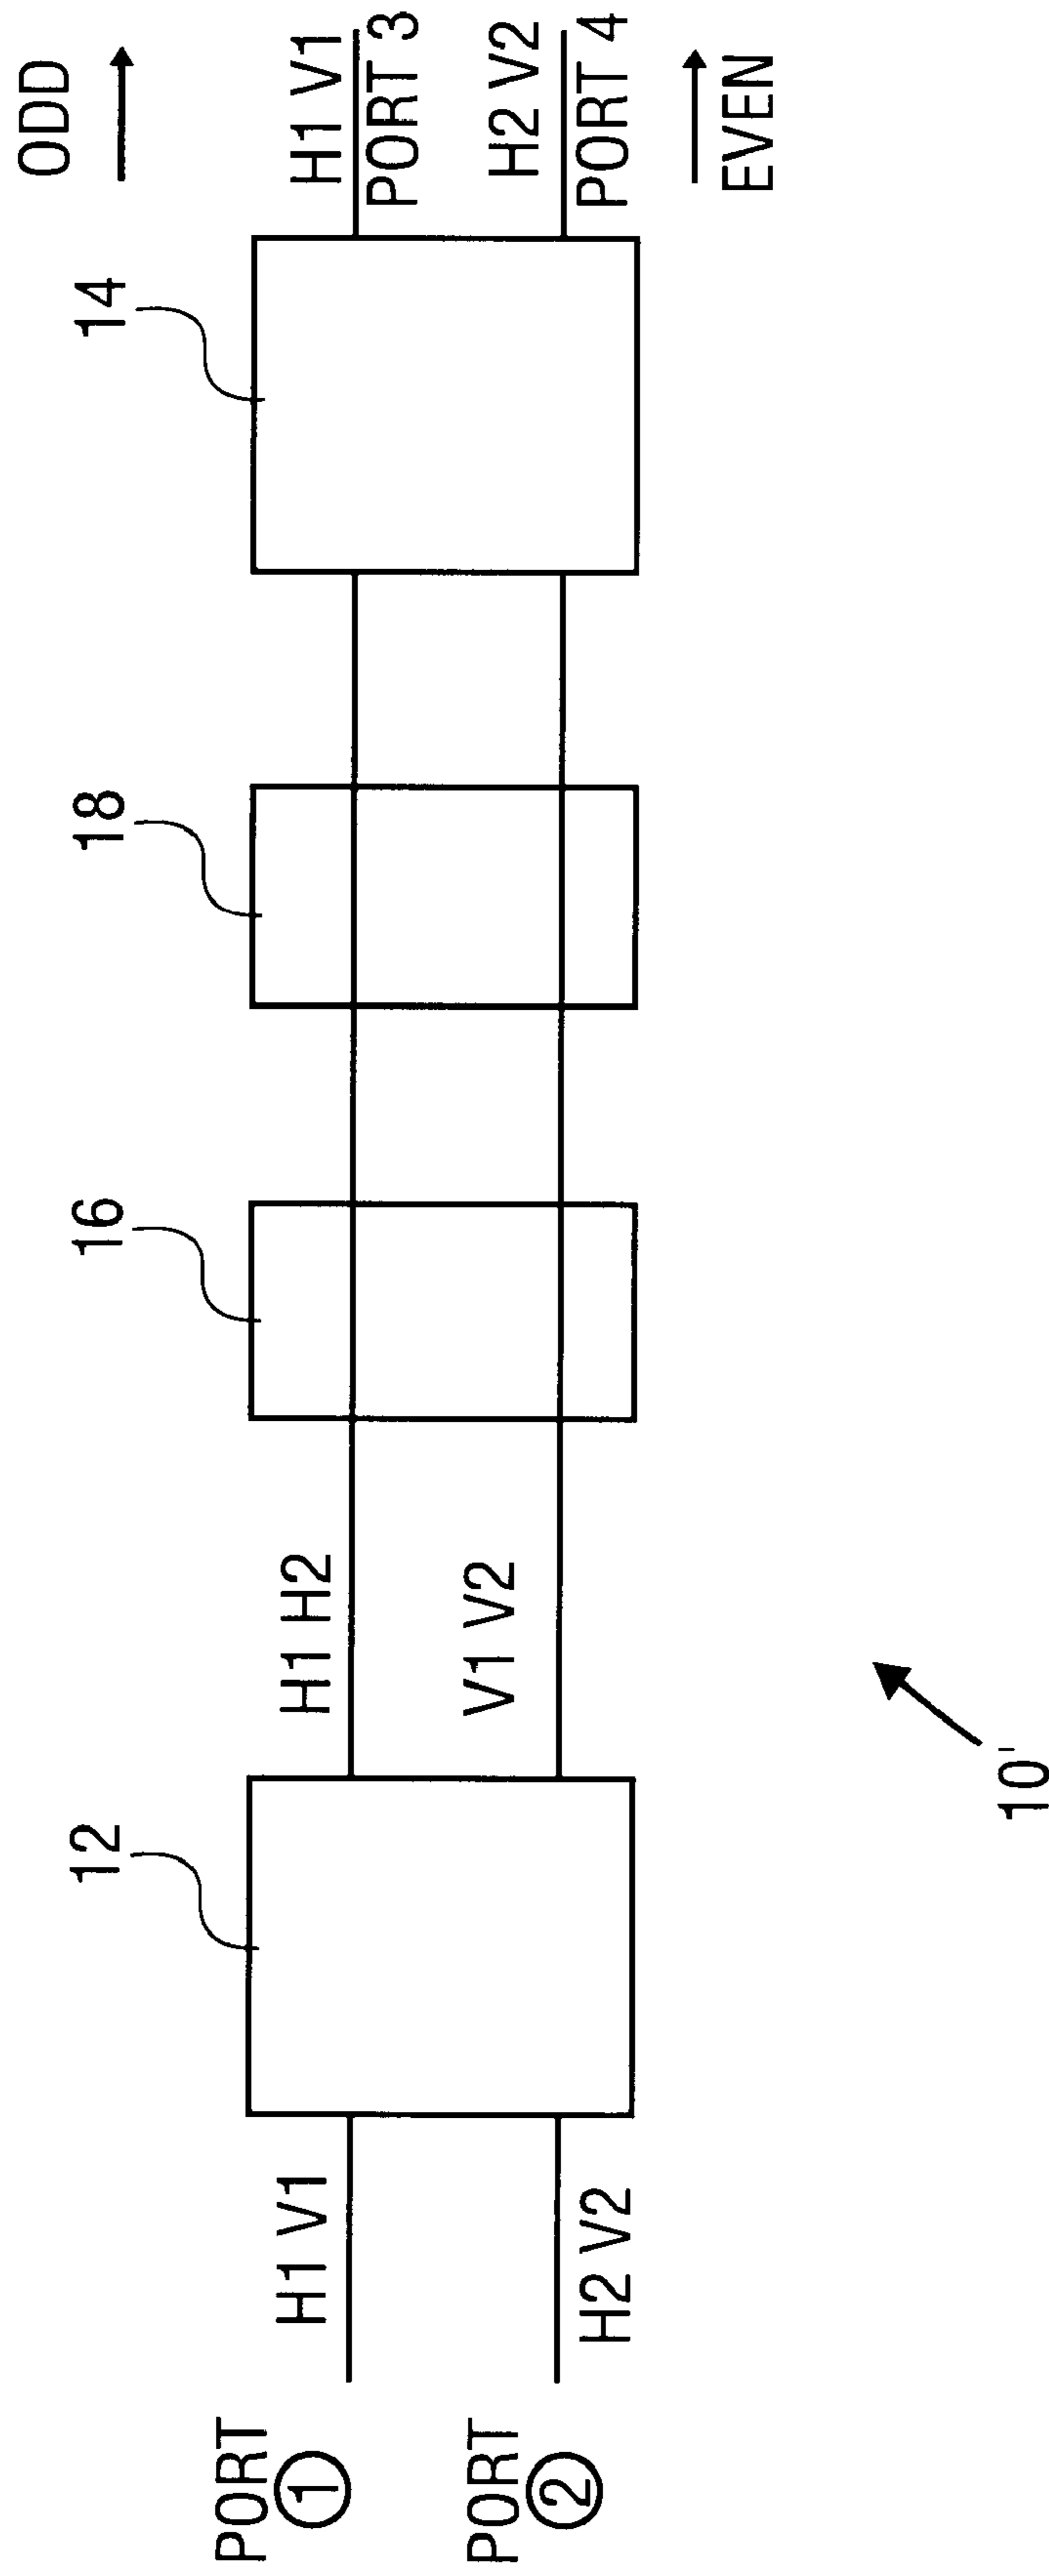 ODD
12
16
18
14
PORT
1
H1 V1
H1 H2
H1 V1
PORT 3
PORT
2
H2 V2
V1 V2
H2 V2
PORT 4
EVEN
10'